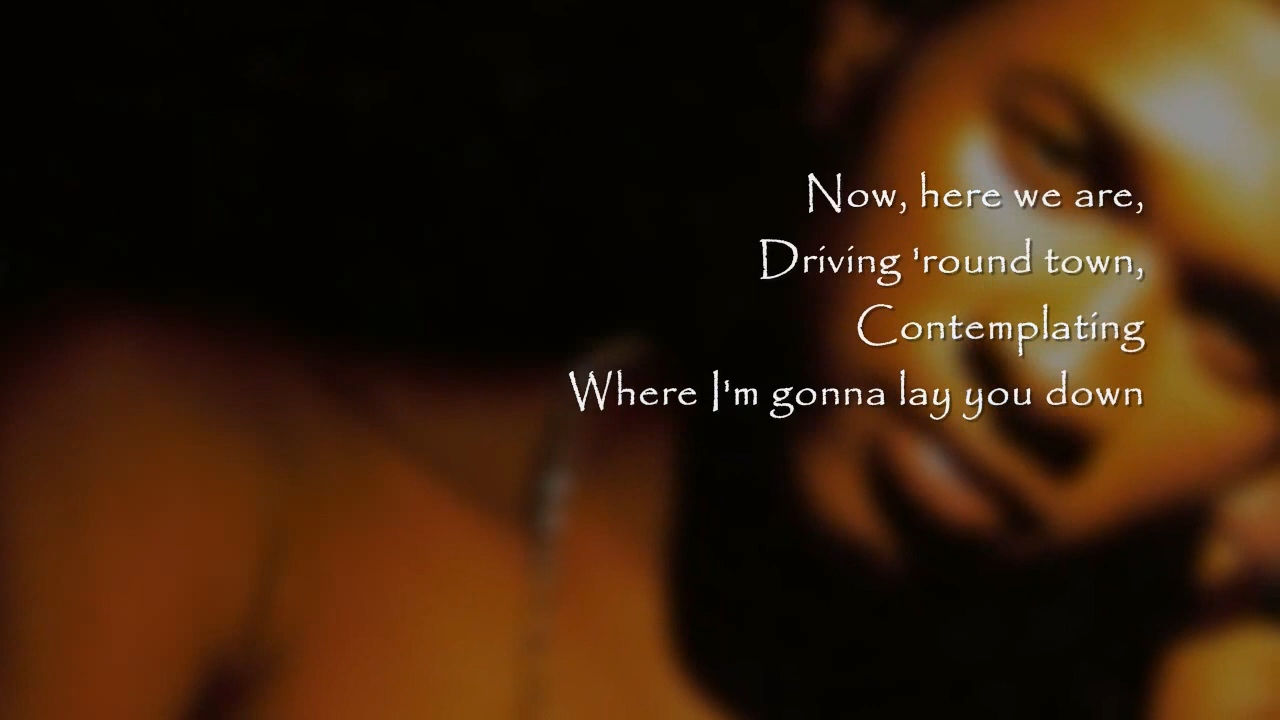 Now, here we are,
Driving 'round town,
Contemplating
Where I'm gonna lay you down